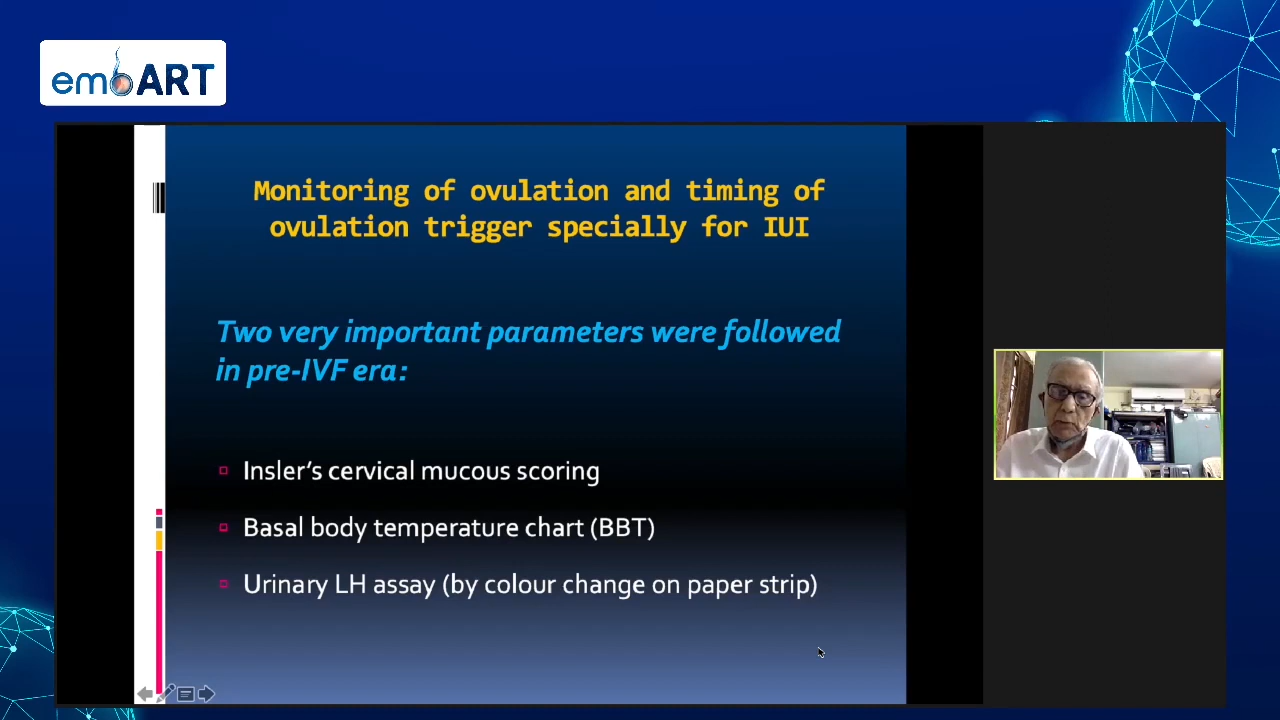 embART
Monitoring of ovulation and timing of
ovulation trigger specially for IUI
Two very important parameters were followed
in pre-IVF era:
Insler's cervical mucous scoring
Basal body temperature chart (BBT)
Urinary LH assay (by colour change on paper strip)